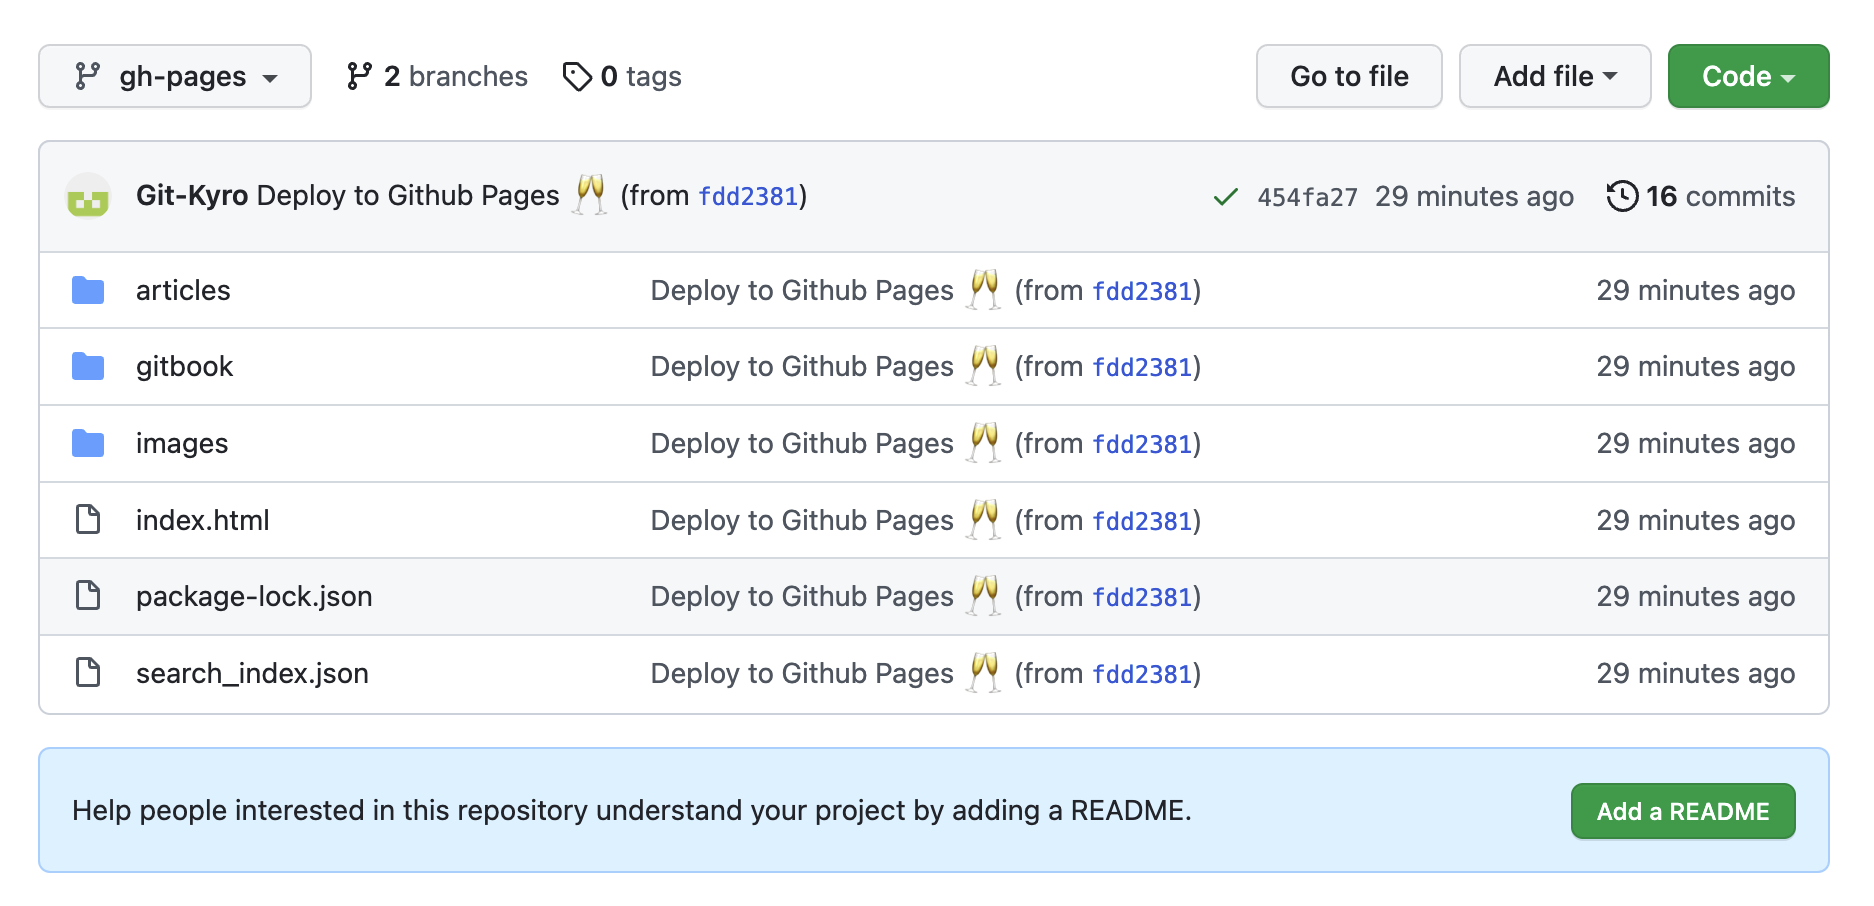 gh-pages 2 branches 0 tags Go to file Add file Code
Git-Kyro Deploy to Github Pages 🥂 (from fdd2381) 454fa27 29 minutes ago 16 commits
articles Deploy to Github Pages 🥂 (from fdd2381) 29 minutes ago
gitbook Deploy to Github Pages 🥂 (from fdd2381) 29 minutes ago
images Deploy to Github Pages 🥂 (from fdd2381) 29 minutes ago
index.html Deploy to Github Pages 🥂 (from fdd2381) 29 minutes ago
package-lock.json Deploy to Github Pages 🥂 (from fdd2381) 29 minutes ago
search_index.json Deploy to Github Pages 🥂 (from fdd2381) 29 minutes ago
Help people interested in this repository understand your project by adding a README. Add a README